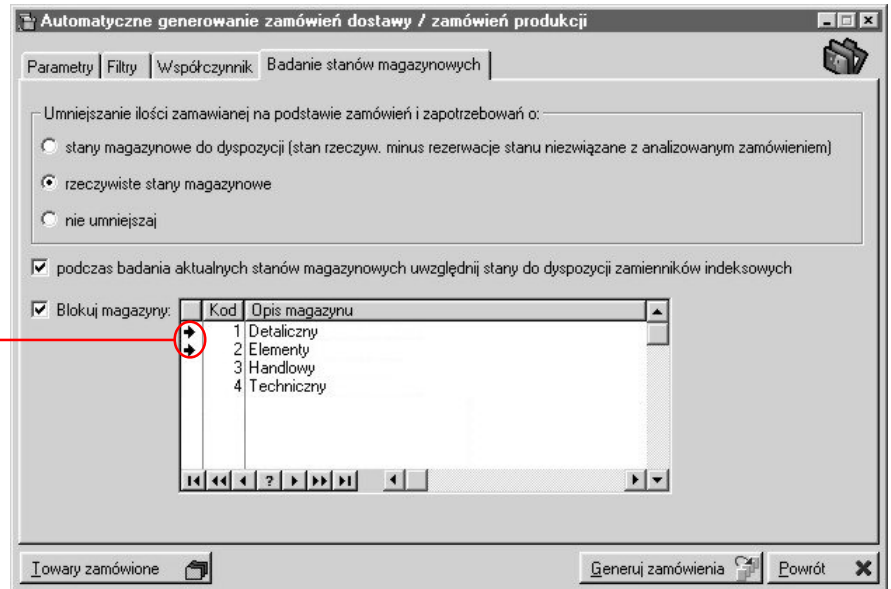 Automatyczne generowanie zamówień dostawy / zamówień produkcji
Parametry Filtry Współczynnik Badanie stanów magazynowych
Umniejszanie ilości zamawianej na podstawie zamówień i zapotrzebowań o:
stany magazynowe do dyspozycji (stan rzeczyw. minus rezerwacje stanu niezwiązane z analizowanym zamówieniem)
rzeczywiste stany magazynowe
nie umniejszaj
podczas badania aktualnych stanów magazynowych uwzględnij stany do dyspozycji zamienników indeksowych
Blokuj magazyny: Kod Opis magazynu
1 Detaliczny
2 Elementy
3 Handlowy
4 Techniczny
?
Towary zamówione Generuj zamówienia Powrót